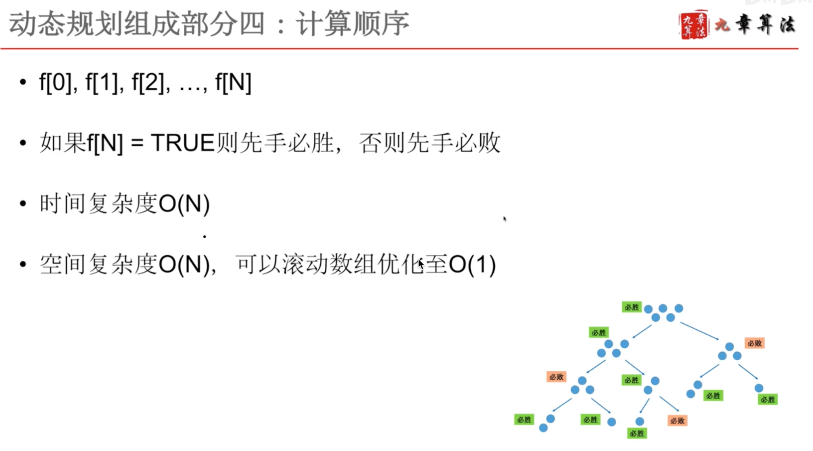 动态规划组成部分四：计算顺序
九章算法
九章算法
• f[0], f[1], f[2], …, f[N]
• 如果f[N] = TRUE则先手必胜，否则先手必败
• 时间复杂度O(N)
• 空间复杂度O(N)，可以滚动数组优化至O(1)
必胜
必胜
必败
必败
必胜
必胜
必胜
必胜
必胜
必胜
必败